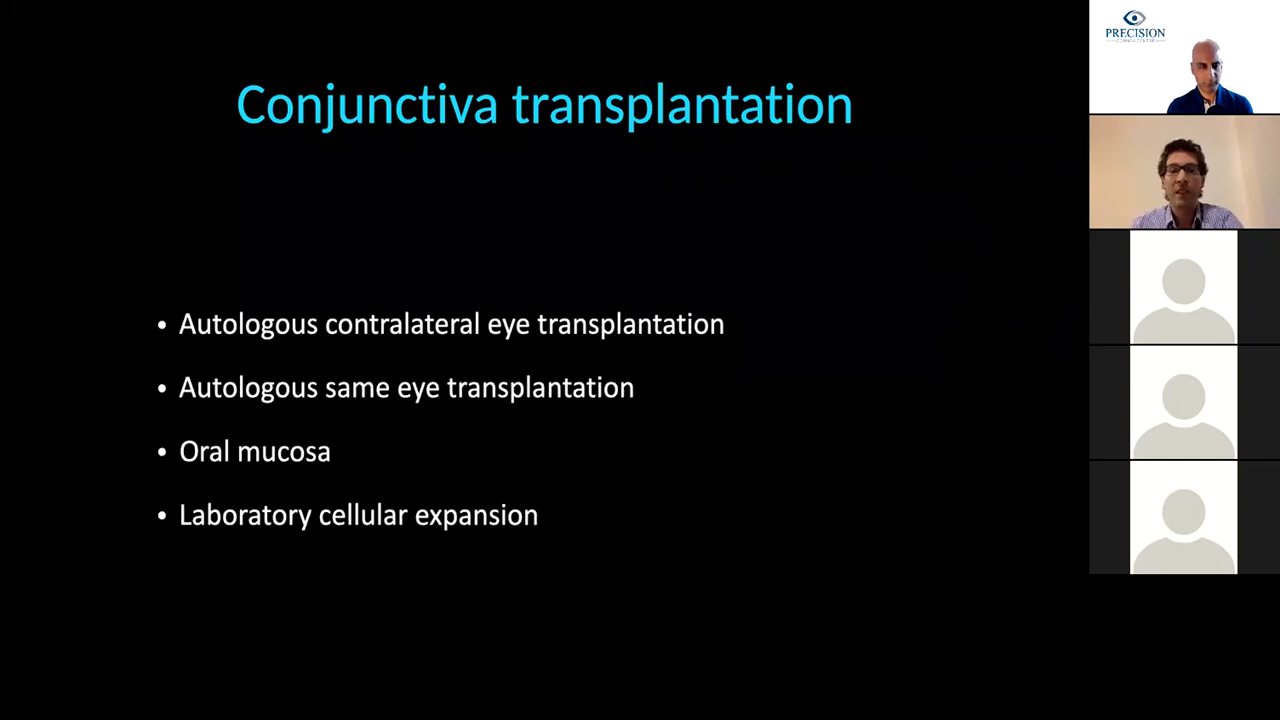 Conjunctiva transplantation
• Autologous contralateral eye transplantation
• Autologous same eye transplantation
• Oral mucosa
• Laboratory cellular expansion
PRECISION